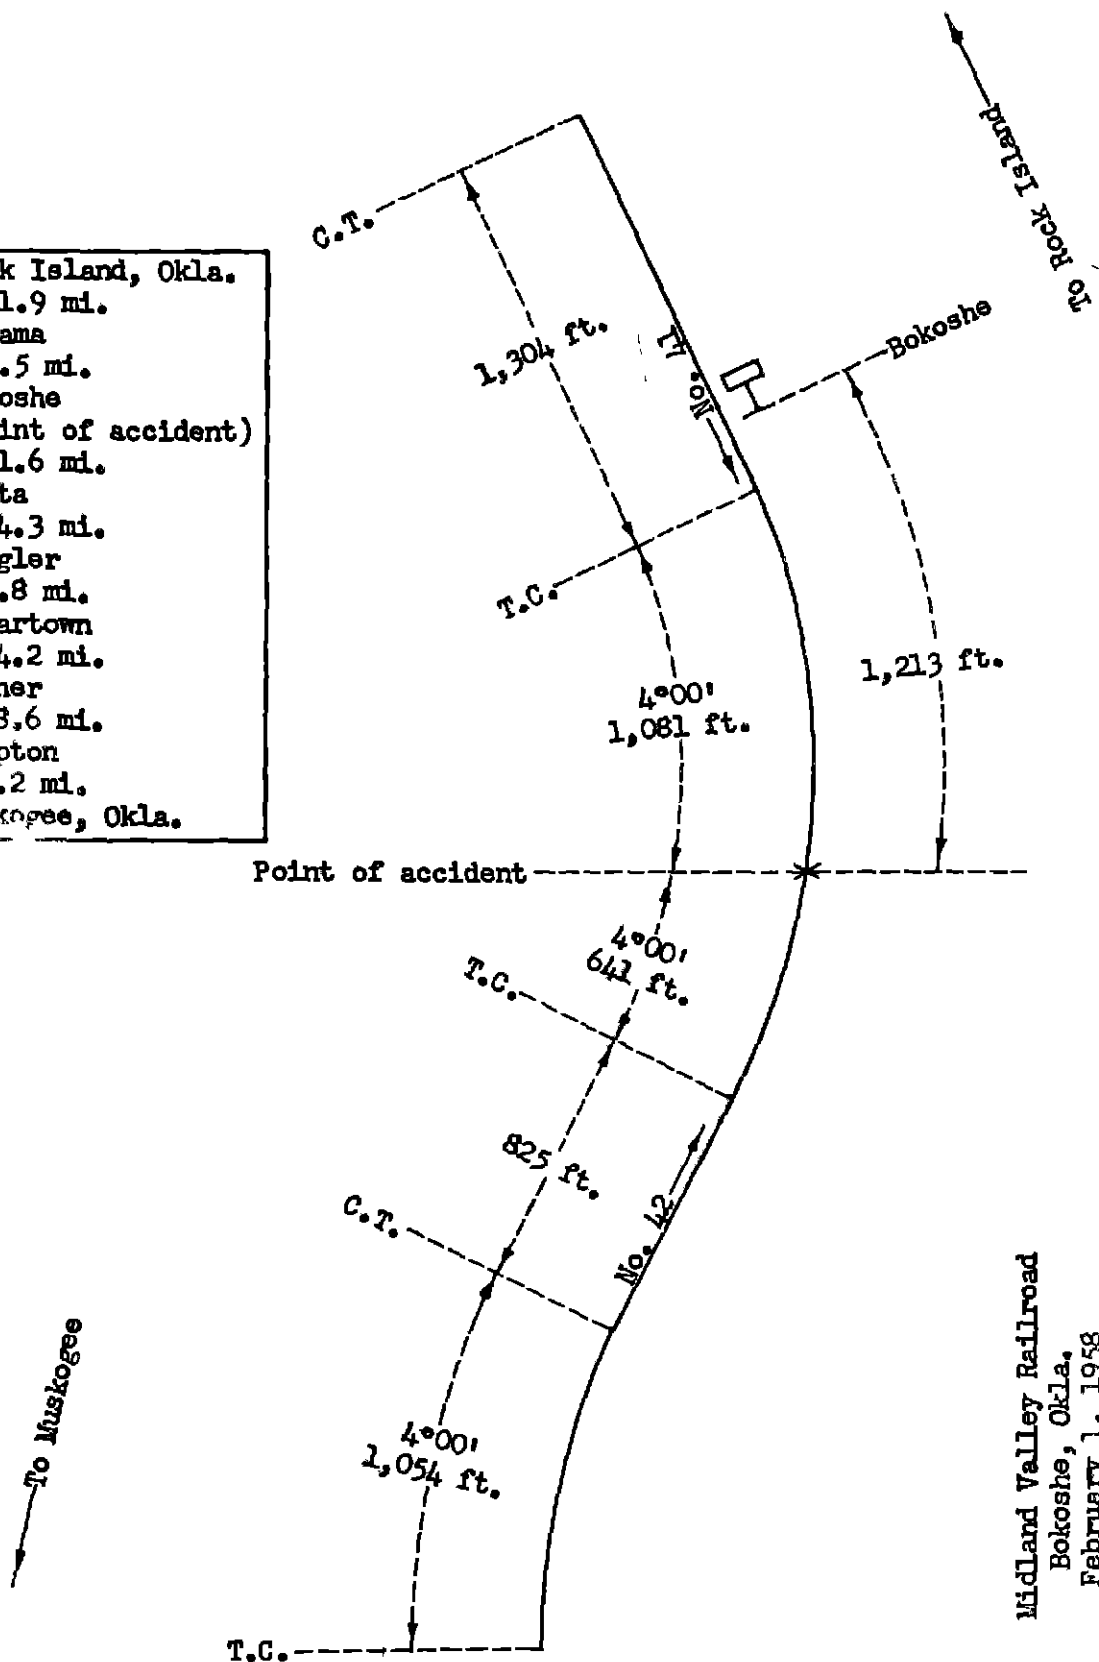 k Island, Okla.
1.9 mi.
ama
.5 mi.
oshe
int of accident)
1.6 mi.
ta
4.3 mi.
gler
.8 mi.
artown
4.2 mi.
ner
3.6 mi.
pton
.2 mi.
kogee, Okla.
To Rock Island
C.T.
1,304 ft.
No. 41
Bokoshe
T.C.
4°00'
1,081 ft.
1,213 ft.
Point of accident
4°00'
641 ft.
T.C.
825 ft.
C.T.
No. 42
To Muskogee
4°00'
1,054 ft.
T.C.
Midland Valley Railroad
Bokoshe, Okla.
February 1, 1958